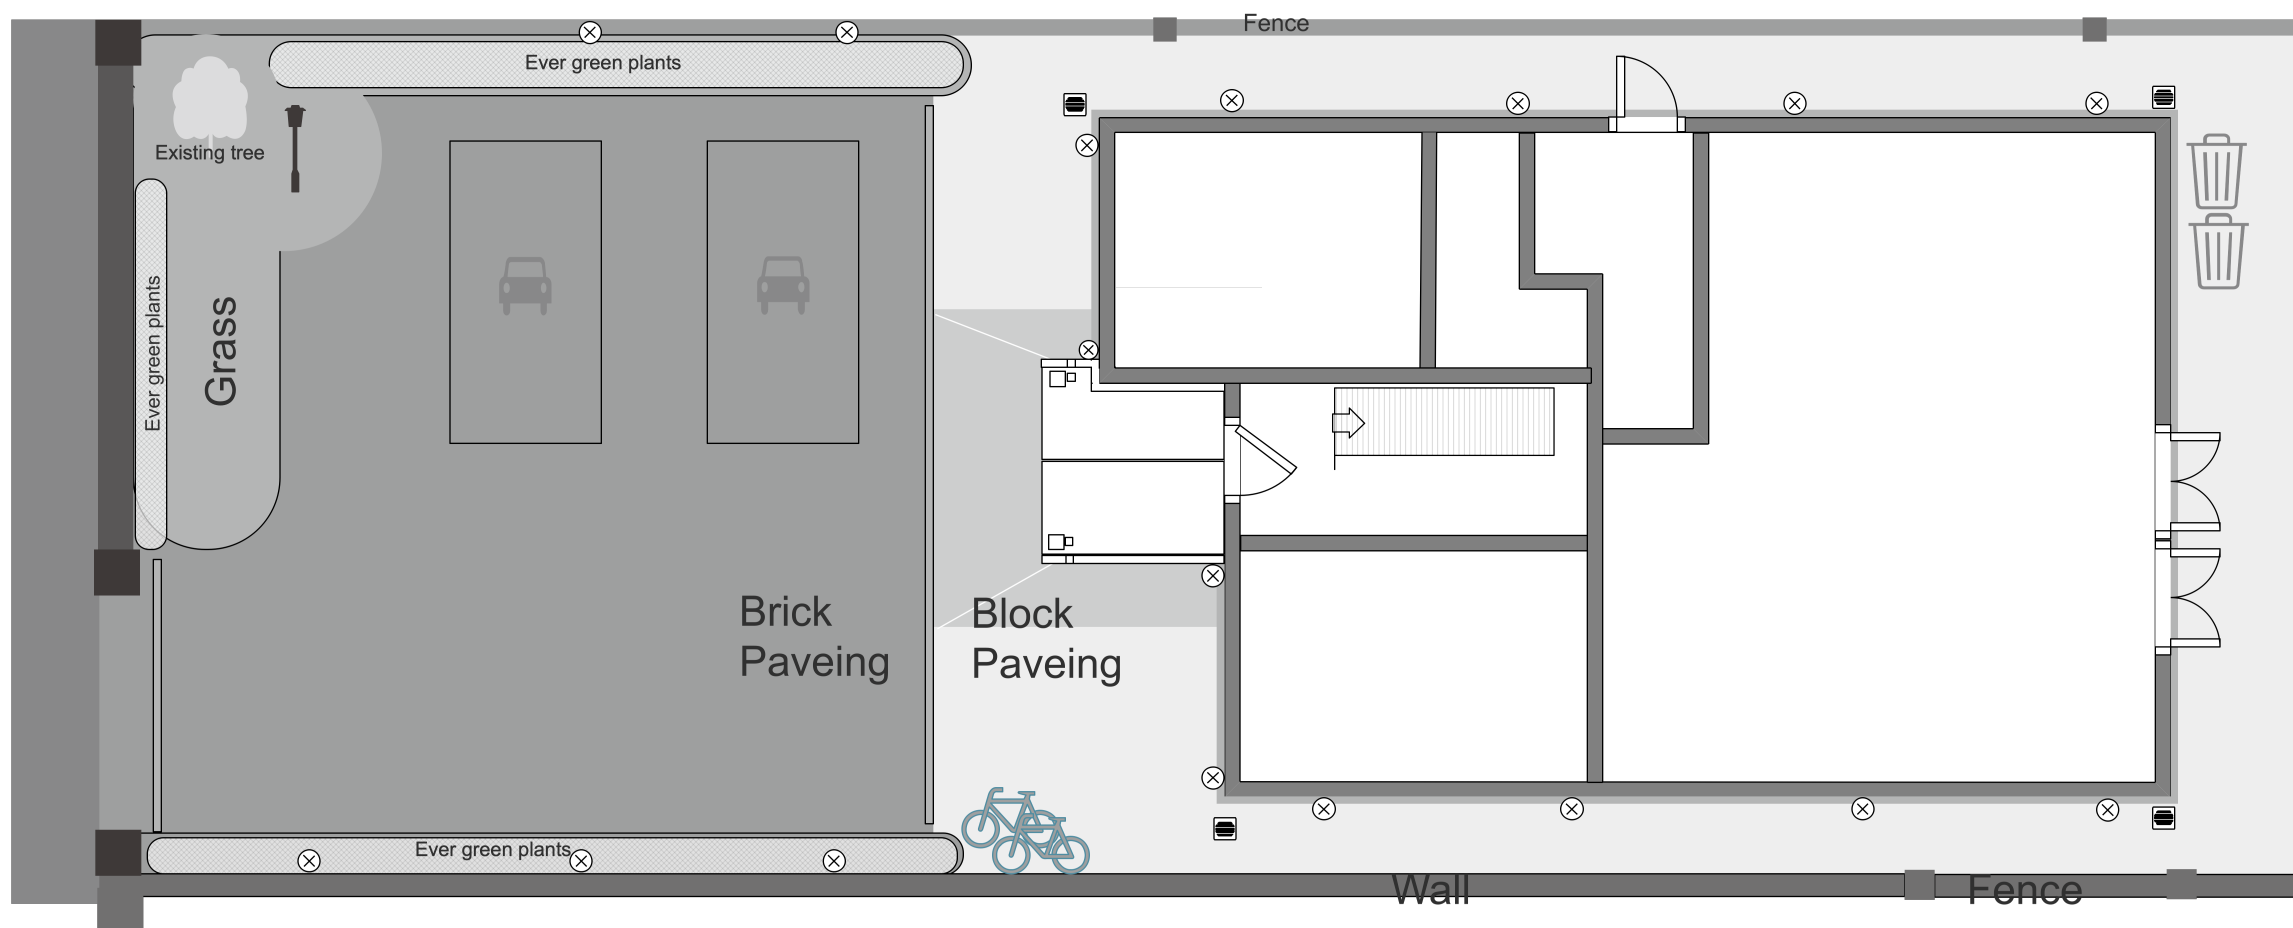 Fence
Ever green plants
Existing tree
Ever green plants
Grass
Brick
Paveing
Block
Paveing
Ever green plants
Wall
Fence